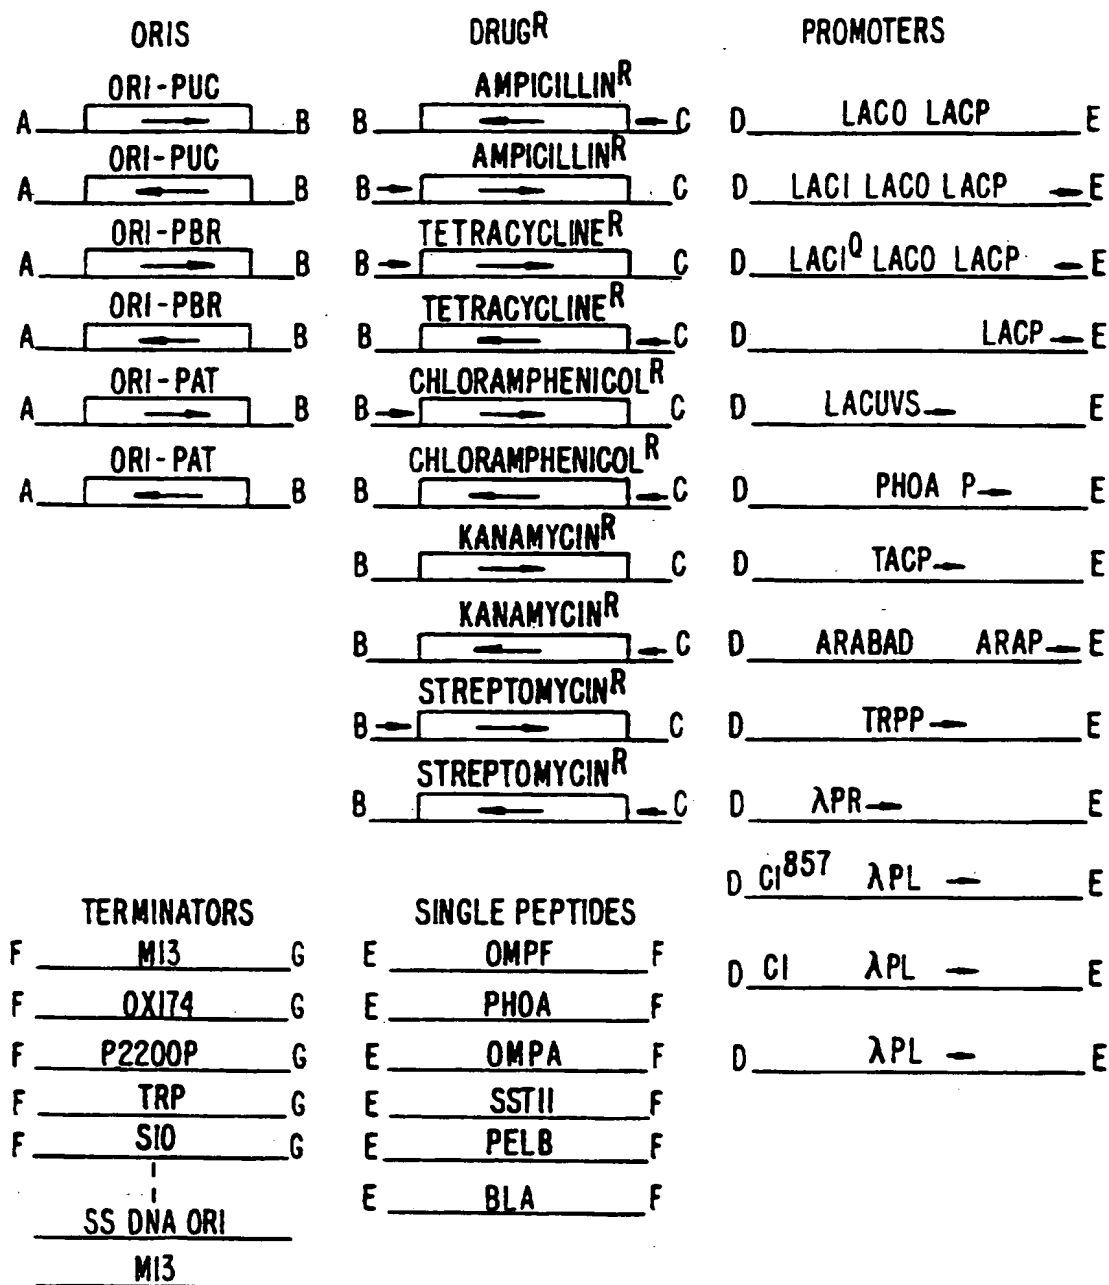 ORIS
ORI-PUC
A B
ORI-PUC
A B
ORI-PBR
A B
ORI-PBR
A B
ORI-PAT
A B
ORI-PAT
A B
DRUGR
AMPICILLINR
B C
AMPICILLINR
B C
TETRACYCLINER
B C
TETRACYCLINER
B C
CHLORAMPHENICOLR
B C
CHLORAMPHENICOLR
B C
KANAMYCINR
B C
KANAMYCINR
B C
STREPTOMYCINR
B C
STREPTOMYCINR
B C
PROMOTERS
D LACO LACP E
D LACI LACO LACP E
D LACIQ LACO LACP E
D LACP E
D LACUVS E
D PHOA P E
D TACP E
D ARABAD ARAP E
D TRPP E
D λPR E
D CI857 λPL E
D CI λPL E
D λPL E
TERMINATORS
F M13 G
F OX174 G
F P2200P G
F TRP G
F S10 G
SS DNA ORI
M13
SINGLE PEPTIDES
E OMPF F
E PHOA F
E OMPA F
E SSTII F
E PELB F
E BLA F